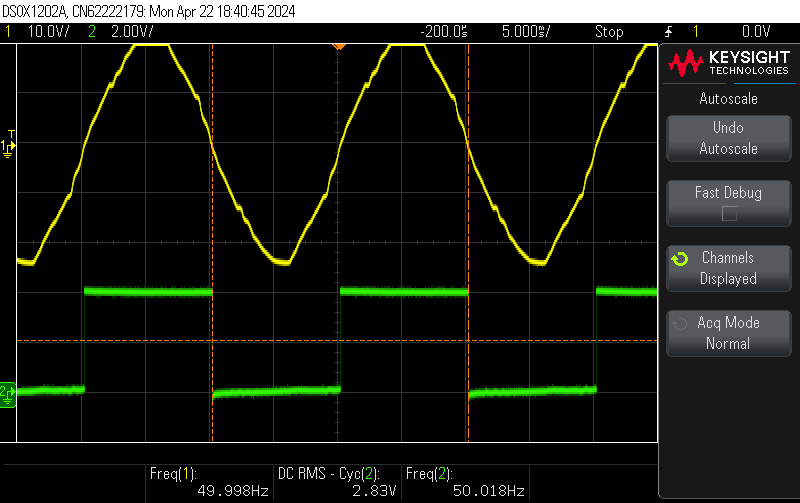 DSOX1202A, CN62222179: Mon Apr 22 18:40:45 2024
1 10.0V/ 2 2.00V/ -200.0s 5.000s/ Stop 1 0.0V
KEYSIGHT
TECHNOLOGIES
Autoscale
Undo
Autoscale
Fast Debug
Channels
Displayed
Acq Mode
Normal
T
1
2
Freq(1): DC RMS - Cyc(2): Freq(2):
49.998Hz 2.83V 50.018Hz